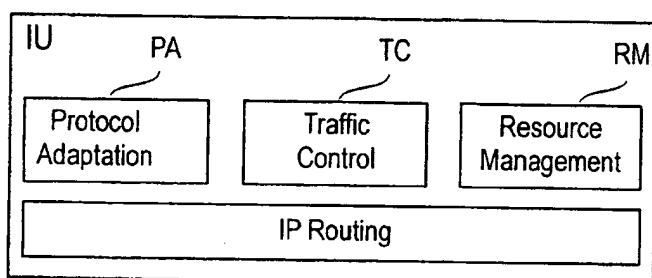 IU
PA
TC
RM
Protocol
Adaptation
Traffic
Control
Resource
Management
IP Routing